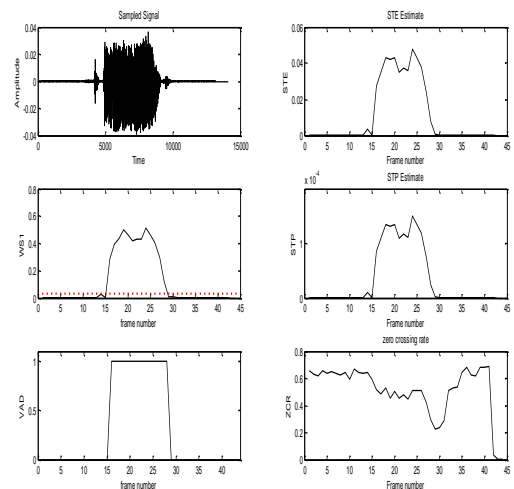 Sampled Signal
0.04
0.02
0
-0.02
-0.04
Amplitude
0 5000 10000 15000
Time
STE Estimate
0.06
0.04
0.02
0
STE
0 5 10 15 20 25 30 35 40 45
Frame number
0.8
0.6
0.4
0.2
0
WS1
0 5 10 15 20 25 30 35 40 45
frame number
STP Estimate
x 10^-4
2
1
0
STP
0 5 10 15 20 25 30 35 40 45
Frame number
1
0.5
0
VAD
0 5 10 15 20 25 30 35 40
frame number
zero crossing rate
0.8
0.6
0.4
0.2
0
ZCR
0 5 10 15 20 25 30 35 40 45
Frame number